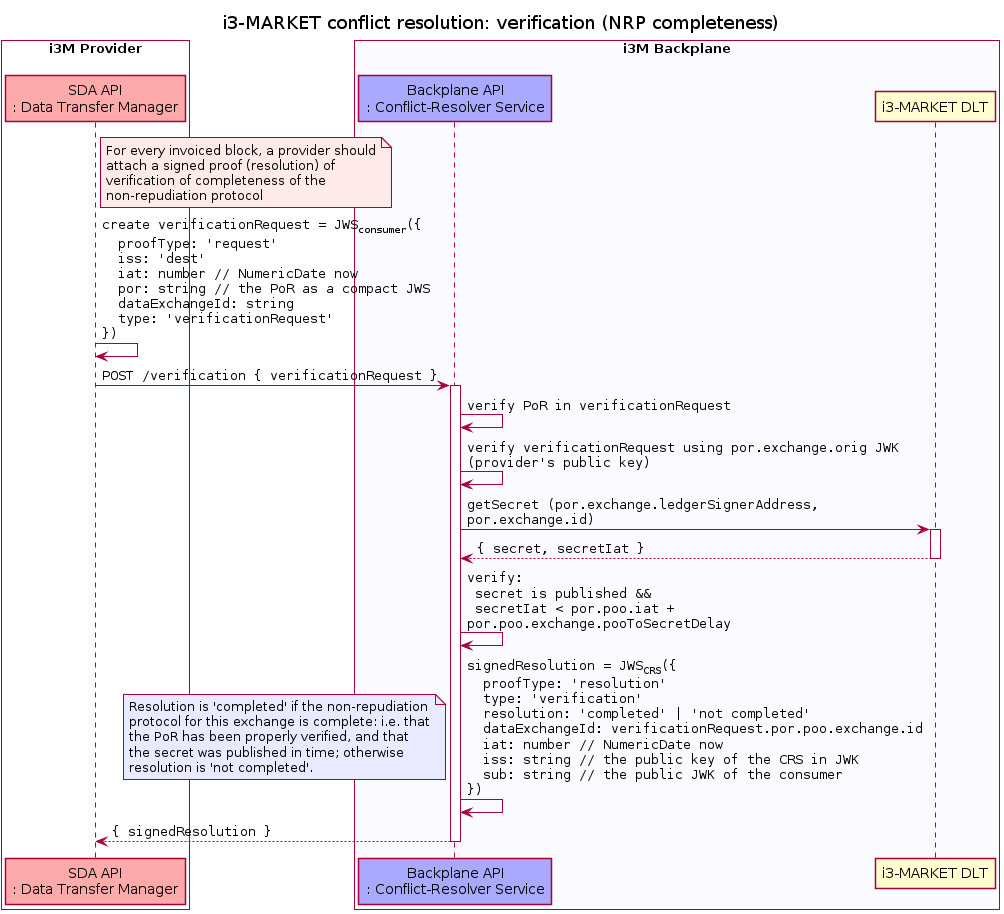 i3-MARKET conflict resolution: verification (NRP completeness)
i3M Provider
i3M Backplane
SDA API
: Data Transfer Manager
Backplane API
: Conflict-Resolver Service
i3-MARKET DLT
For every invoiced block, a provider should
attach a signed proof (resolution) of
verification of completeness of the
non-repudiation protocol
create verificationRequest = JWSconsumer({
proofType: 'request'
iss: 'dest'
iat: number // NumericDate now
por: string // the PoR as a compact JWS
dataExchangeId: string
type: 'verificationRequest'
})
POST /verification { verificationRequest }
verify PoR in verificationRequest
verify verificationRequest using por.exchange.orig JWK
(provider's public key)
getSecret (por.exchange.ledgerSignerAddress,
por.exchange.id)
{ secret, secretIat }
verify:
secret is published &&
secretIat < por.poo.iat +
por.poo.exchange.pooToSecretDelay
signedResolution = JWSCRS({
proofType: 'resolution'
type: 'verification'
resolution: 'completed' | 'not completed'
dataExchangeId: verificationRequest.por.poo.exchange.id
iat: number // NumericDate now
iss: string // the public key of the CRS in JWK
sub: string // the public JWK of the consumer
})
Resolution is 'completed' if the non-repudiation
protocol for this exchange is complete: i.e. that
the PoR has been properly verified, and that
the secret was published in time; otherwise
resolution is 'not completed'.
{ signedResolution }
SDA API
: Data Transfer Manager
Backplane API
: Conflict-Resolver Service
i3-MARKET DLT